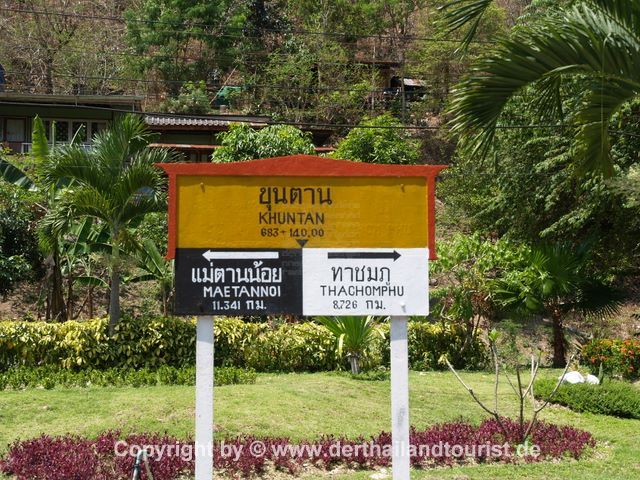 ขุนตาน
KHUNTAN
683+140.00
แม่ตานน้อย
MAETANNOI
11.341 กม.
ทาชมภู
THACHOMPHU
8.726 กม.
Copyright by © www.derthailandtourist.de